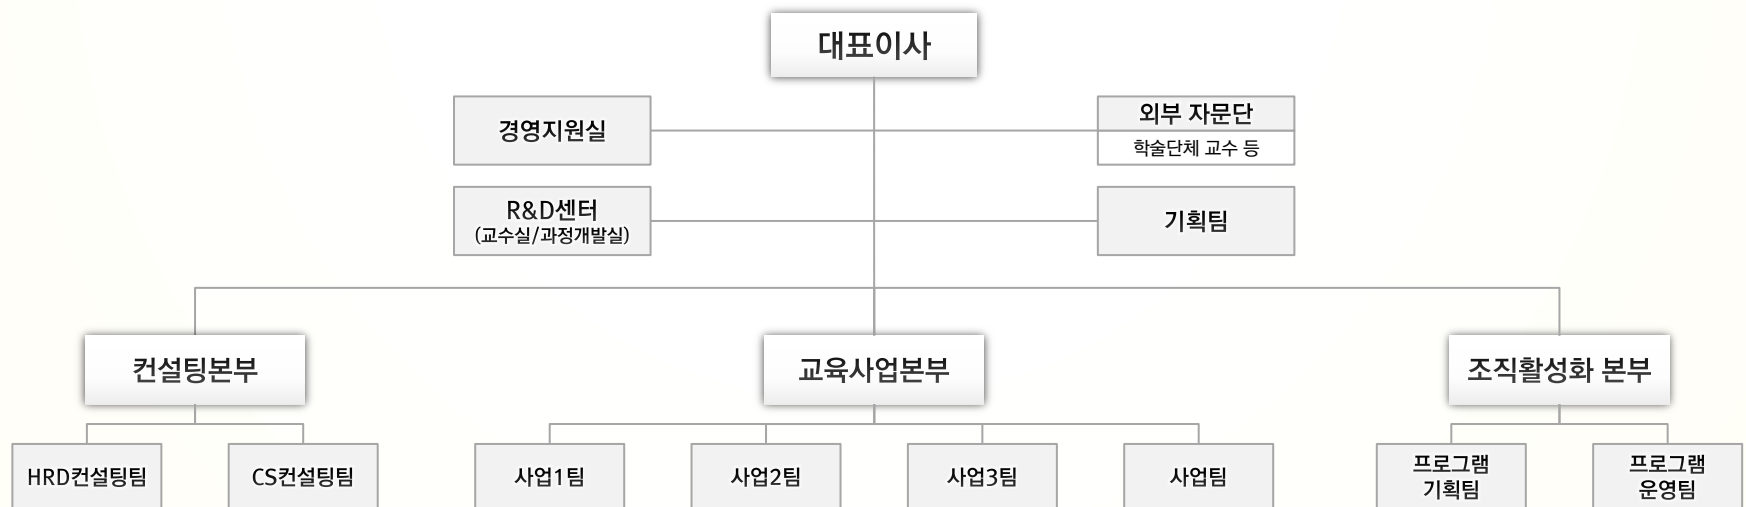 대표이사
경영지원실
외부 자문단
학술단체 교수 등
R&D센터
(교수실/과정개발실)
기획팀
컨설팅본부
교육사업본부
조직활성화 본부
HRD컨설팅팀
CS컨설팅팀
사업1팀
사업2팀
사업3팀
사업팀
프로그램
기획팀
프로그램
운영팀